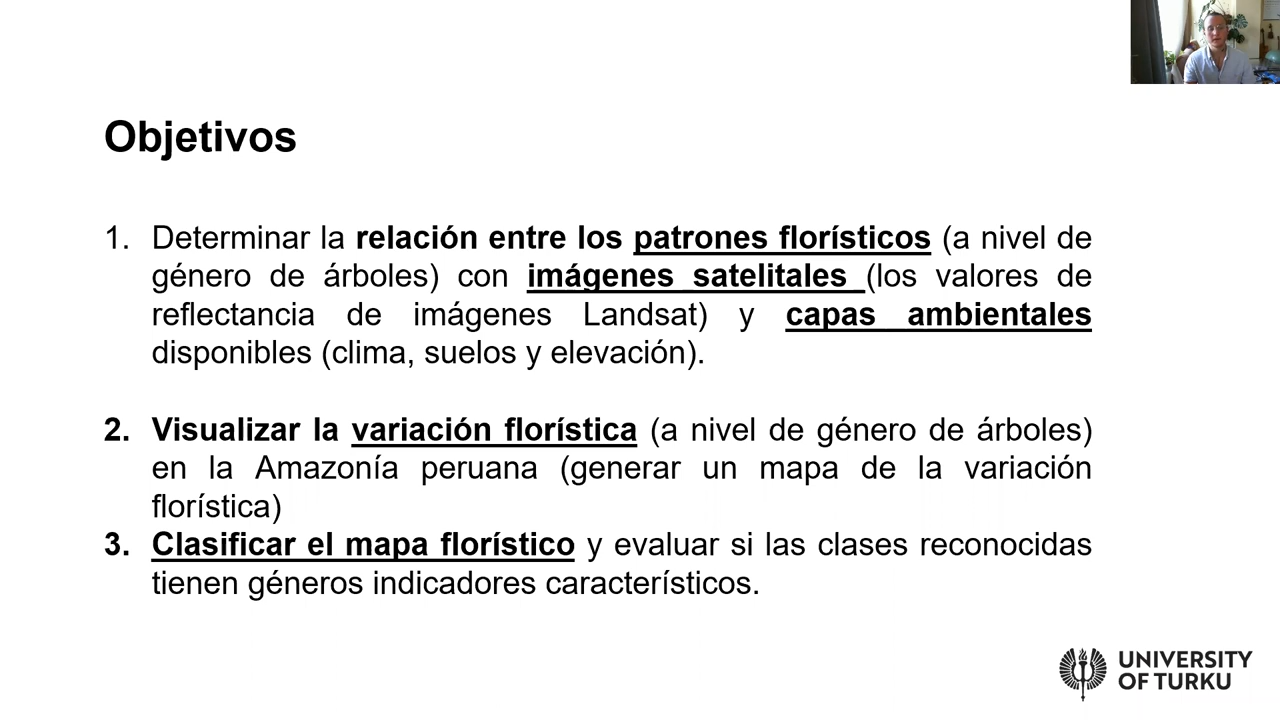 Objetivos
1. Determinar la relación entre los patrones florísticos (a nivel de
género de árboles) con imágenes satelitales (los valores de
reflectancia de imágenes Landsat) y capas ambientales
disponibles (clima, suelos y elevación).
2. Visualizar la variación florística (a nivel de género de árboles)
en la Amazonía peruana (generar un mapa de la variación
florística)
3. Clasificar el mapa florístico y evaluar si las clases reconocidas
tienen géneros indicadores característicos.
UNIVERSITY
OF TURKU